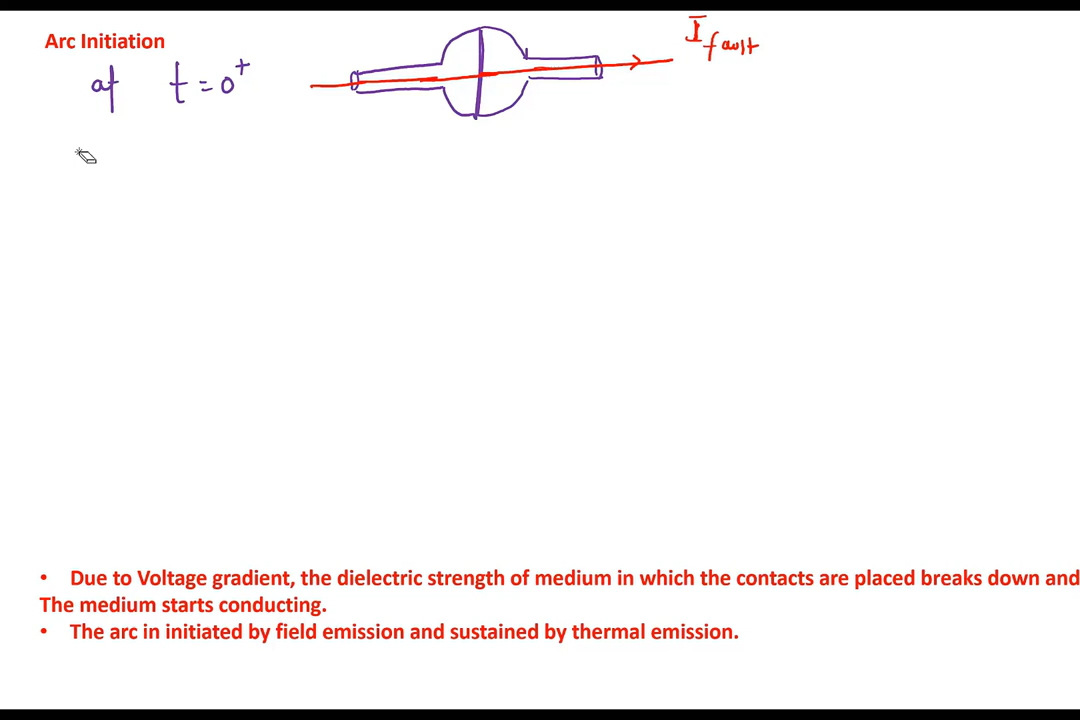 Arc Initiation
at t = 0+
I fault
• Due to Voltage gradient, the dielectric strength of medium in which the contacts are placed breaks down and
The medium starts conducting.
• The arc in initiated by field emission and sustained by thermal emission.